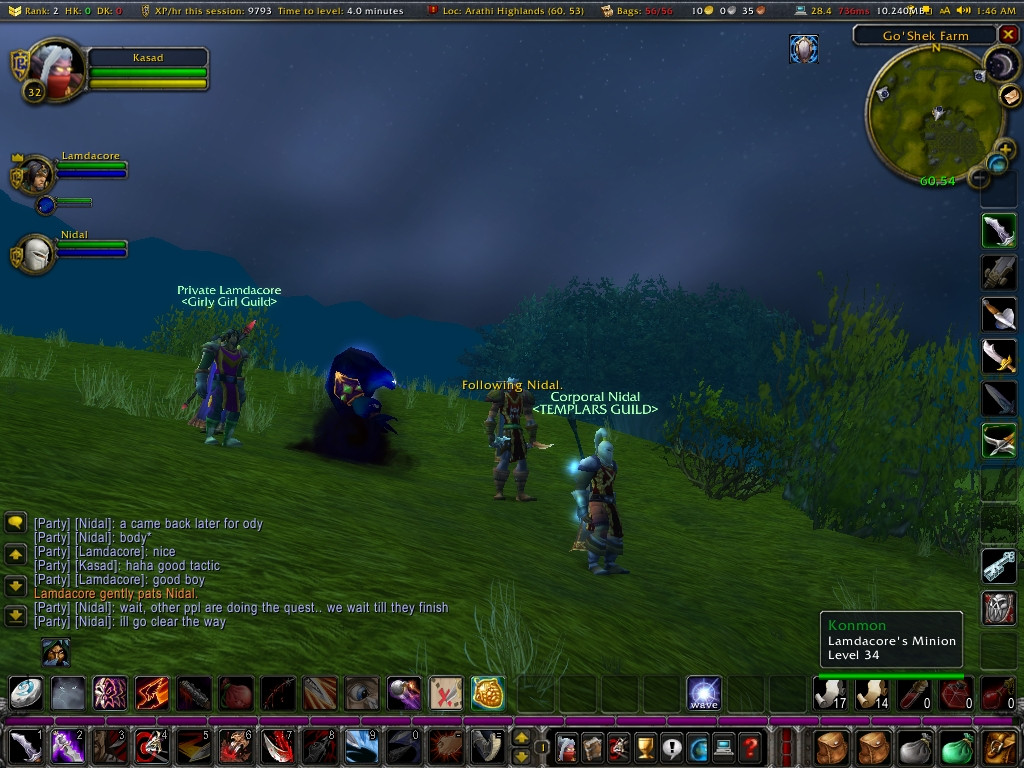 Rank: 2 HK: 0 DK: 0 XP/hr this session: 9793 Time to level: 4.0 minutes Loc: Arathi Highlands (60, 53) Bags: 56/56 10 0 35 28.4 736ms 1:46 AM
Go'Shek Farm
N
Kasad
32
Lamdacore
60,54
Nidal
Private Lamdacore
<Girly Girl Guild>
Following Nidal.
Corporal Nidal
<TEMPLARS GUILD>
[Party] [Nidal]: a came back later for ody
[Party] [Nidal]: body*
[Party] [Lamdacore]: nice
[Party] [Kasad]: haha good tactic
[Party] [Lamdacore]: good boy
Lamdacore gently pats Nidal.
[Party] [Nidal]: wait, other ppl are doing the quest.. we wait till they finish
[Party] [Nidal]: ill go clear the way
Konmon
Lamdacore's Minion
Level 34
wave
17 14 0 0 0
1 2 3 4 5 6 7 8 9 0 - =
1